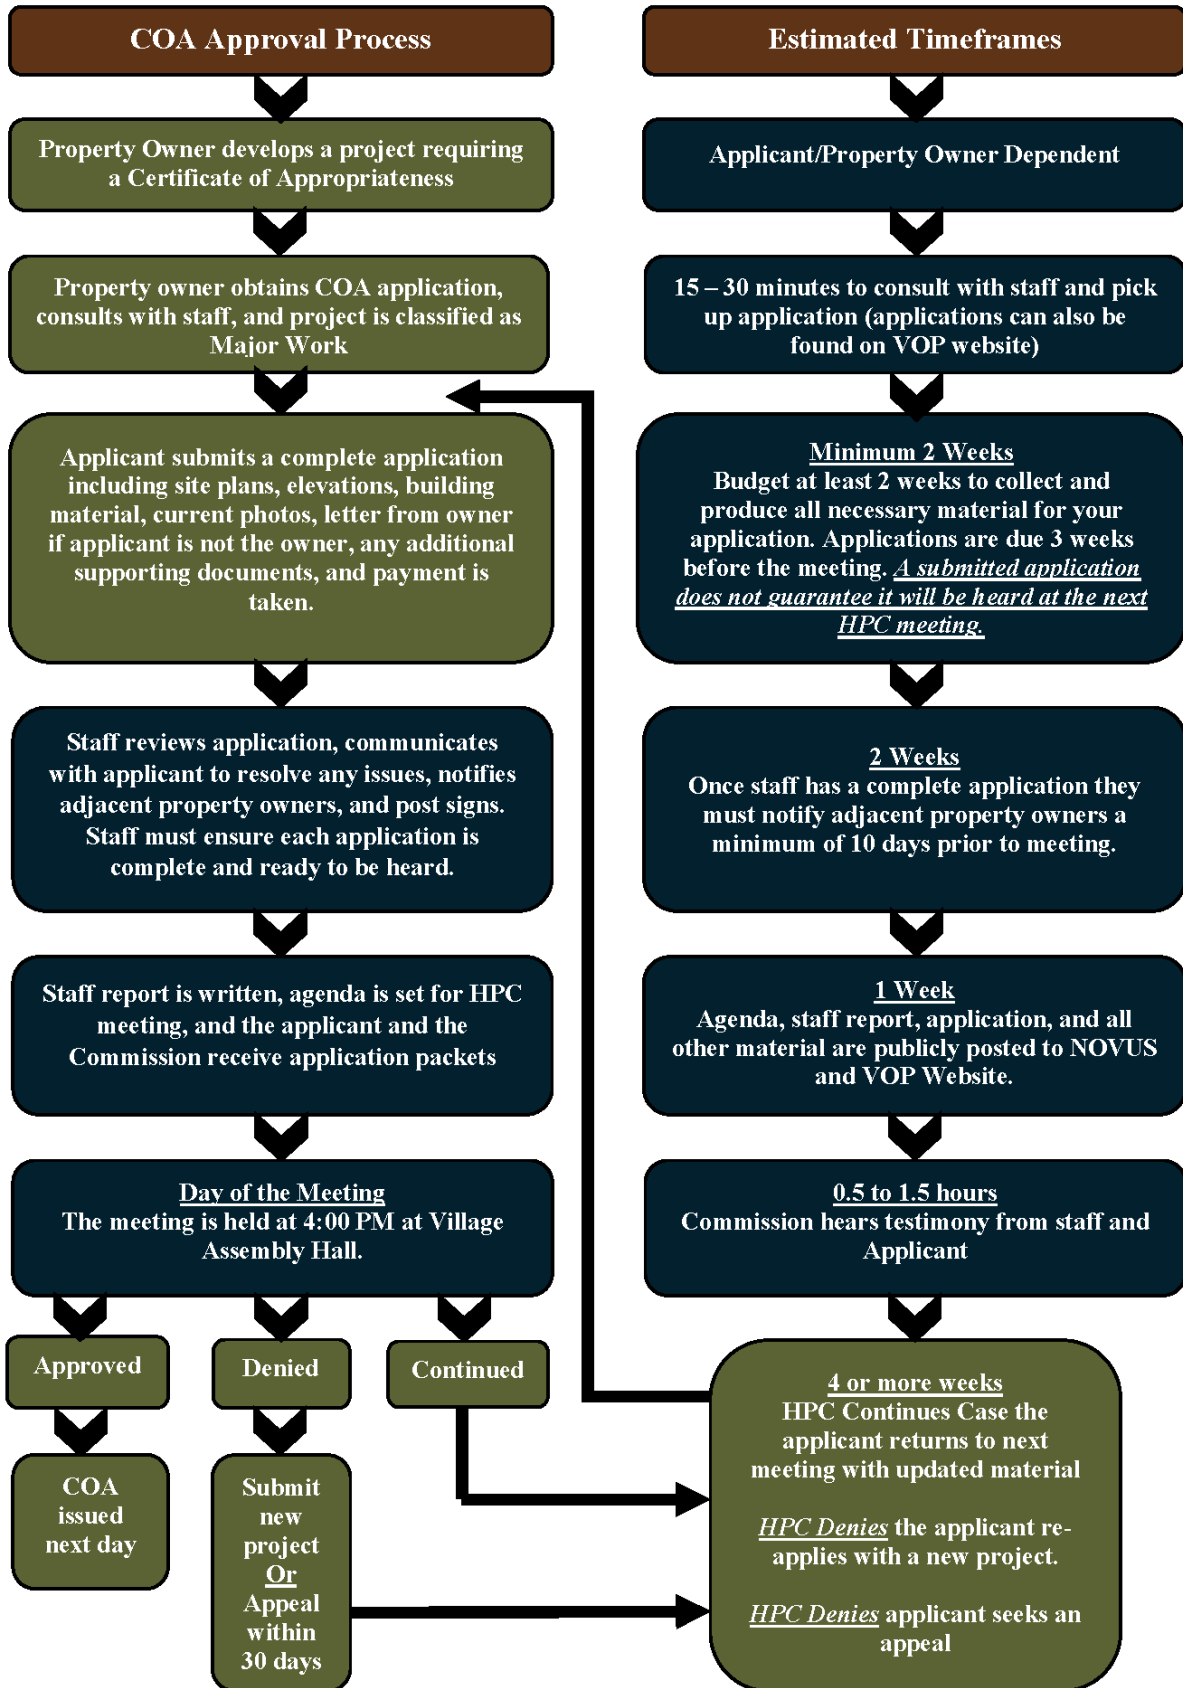 COA Approval Process
Property Owner develops a project requiring
a Certificate of Appropriateness
Property owner obtains COA application,
consults with staff, and project is classified as
Major Work
Applicant submits a complete application
including site plans, elevations, building
material, current photos, letter from owner
if applicant is not the owner, any additional
supporting documents, and payment is
taken.
Staff reviews application, communicates
with applicant to resolve any issues, notifies
adjacent property owners, and post signs.
Staff must ensure each application is
complete and ready to be heard.
Staff report is written, agenda is set for HPC
meeting, and the applicant and the
Commission receive application packets
Day of the Meeting
The meeting is held at 4:00 PM at Village
Assembly Hall.
Approved
Denied
Continued
COA
issued
next day
Submit
new
project
Or
Appeal
within
30 days
Estimated Timeframes
Applicant/Property Owner Dependent
15 – 30 minutes to consult with staff and pick
up application (applications can also be
found on VOP website)
Minimum 2 Weeks
Budget at least 2 weeks to collect and
produce all necessary material for your
application. Applications are due 3 weeks
before the meeting. A submitted application
does not guarantee it will be heard at the next
HPC meeting.
2 Weeks
Once staff has a complete application they
must notify adjacent property owners a
minimum of 10 days prior to meeting.
1 Week
Agenda, staff report, application, and all
other material are publicly posted to NOVUS
and VOP Website.
0.5 to 1.5 hours
Commission hears testimony from staff and
Applicant
4 or more weeks
HPC Continues Case the
applicant returns to next
meeting with updated material
HPC Denies the applicant re-
applies with a new project.
HPC Denies applicant seeks an
appeal